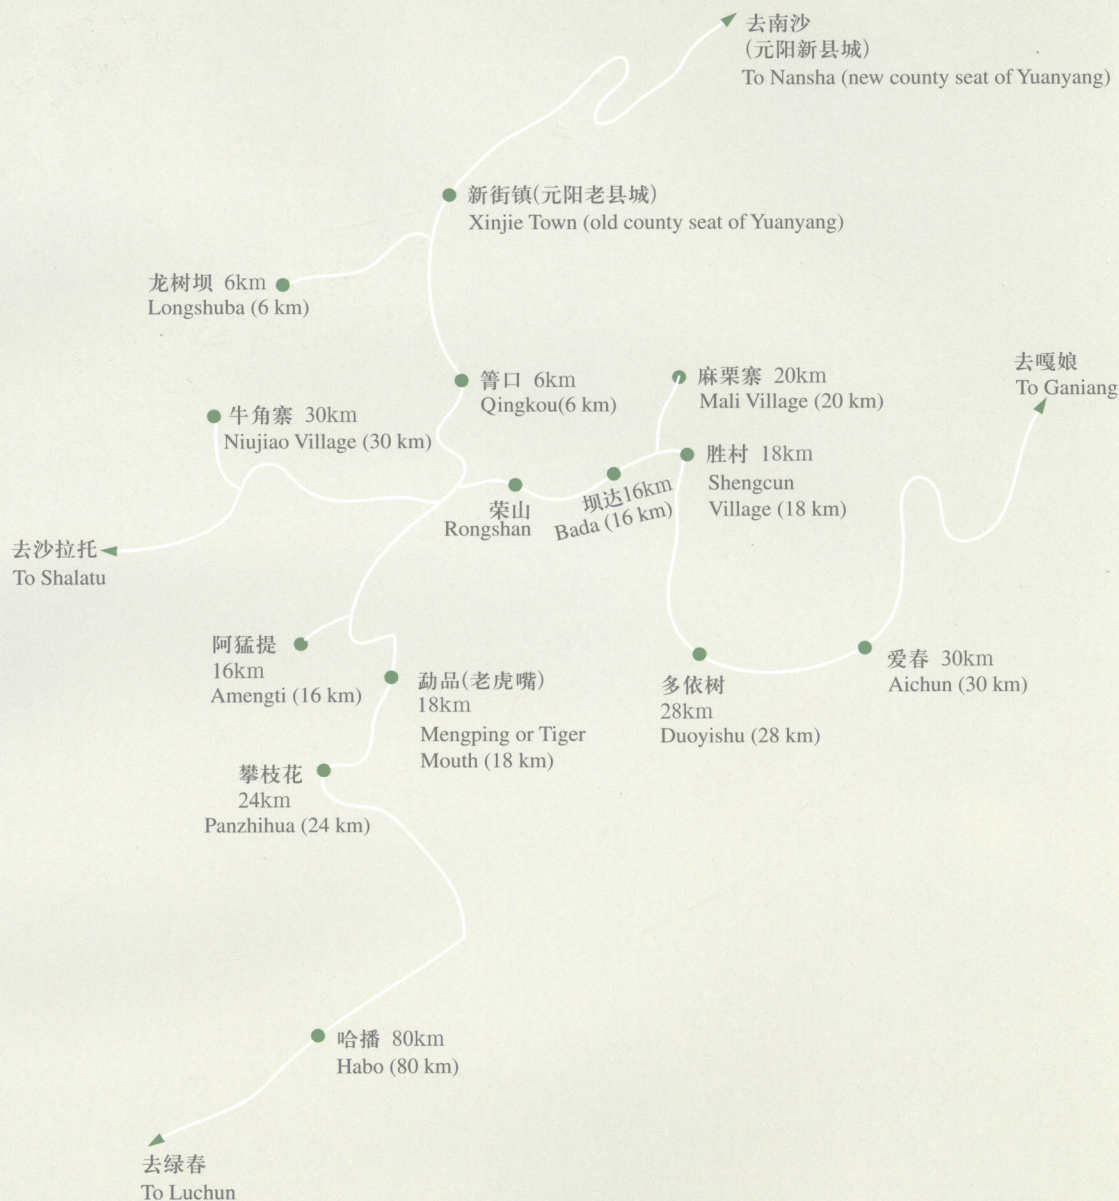 去南沙
(元阳新县城)
To Nansha (new county seat of Yuanyang)
新街镇(元阳老县城)
Xinjie Town (old county seat of Yuanyang)
龙树坝 6km
Longshuba (6 km)
箐口 6km
Qingkou(6 km)
麻栗寨 20km
Mali Village (20 km)
去嘎娘
To Ganiang
牛角寨 30km
Niujiao Village (30 km)
胜村 18km
Shengcun
Village (18 km)
荣山
Rongshan
坝达16km
Bada (16 km)
去沙拉托
To Shalatu
阿猛提
16km
Amengti (16 km)
勐品(老虎嘴)
18km
Mengping or Tiger
Mouth (18 km)
多依树
28km
Duoyishu (28 km)
爱春 30km
Aichun (30 km)
攀枝花
24km
Panzhihua (24 km)
哈播 80km
Habo (80 km)
去绿春
To Luchun